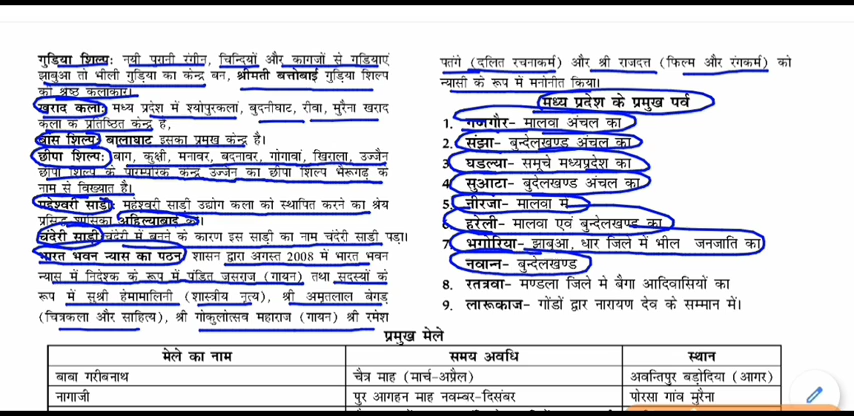 गुड़िया शिल्पः नयी पुरानी रंगीन, चिन्दियों और कागजों से गुड़ियाएं
झाबुआ तो भीली गुड़िया का केन्द्र बन, श्रीमती बत्तोबाई गुड़िया शिल्प
की श्रेष्ठ कलाकार।
खराद कलाः मध्य प्रदेश में श्योपुरकलां, बुदनीघाट, रीवा, मुरैना खराद
कला के प्रतिष्ठित केन्द्र है,
बांस शिल्पः बालाघाट इसका प्रमुख केन्द्र है।
छीपा शिल्पः बाग, कुक्षी, मनावर, बदनावर, गोगावां, खिराला, उज्जैन
छीपा शिल्प के पारम्परिक केन्द्र उज्जेन का छीपा शिल्प भैरूगढ़ के
नाम से विख्यात है।
महेश्वरी साड़ीः महेश्वरी साड़ी उद्योग कला को स्थापित करने का श्रेय
प्रसिद्ध शासिका अहिल्याबाई को।
चंदेरी साड़ी चंदेरी में बनने के कारण इस साड़ी का नाम चंदेरी साड़ी पड़ा।
भारत भवन न्यास का पठन शासन द्वारा अगस्त 2008 में भारत भवन
न्यास में निदेशक के रूप में पंडित जसराज (गायन) तथा सदस्यों के
रूप में सुश्री हेमामालिनी (शास्त्रीय नृत्य), श्री अमृतलाल बेगड़
(चित्रकला और साहित्य), श्री गोकुलोत्सव महाराज (गायन) श्री रमेश
पतंगे (दलित रचनाकर्म) और श्री राजदत्त (फिल्म और रंगकर्म) को
न्यासी के रूप में मनोनीत किया।
मध्य प्रदेश के प्रमुख पर्व
1. गणगौर- मालवा अंचल का
2. संझा- बुन्देलखुण्ड अंचल का
3 घडल्या- समूचे मध्यप्रदेश का
4 सुआटा- बुदेलखण्ड अंचल का
5 नीरजा- मालवा में
6 हरेली- मालवा एवं बुन्देलखण्ड का
7 भगोरिया- झाबुआ, धार जिले में भील जनजाति का
नवान्न- बुन्देलखण्ड
8. रतत्रवा- मण्डला जिले मे बैगा आदिवासियों का
9. लारूकाज- गोंडों द्वार नारायण देव के सम्मान में।
प्रमुख मेले
मेले का नाम समय अवधि स्थान
बाबा गरीबनाथ चैत्र माह (मार्च-अप्रैल) अवन्तिपुर बड़ोदिया (आगर)
नागाजी पुर आगहन माह नवम्बर-दिसंबर पोरसा गांव मुरैना